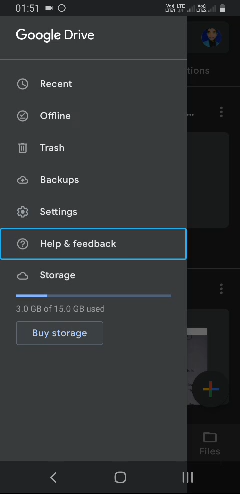 01:51
Google Drive
Recent
Offline
Trash
Backups
Settings
Help & feedback
Storage
3.0 GB of 15.0 GB used
Buy storage
Files